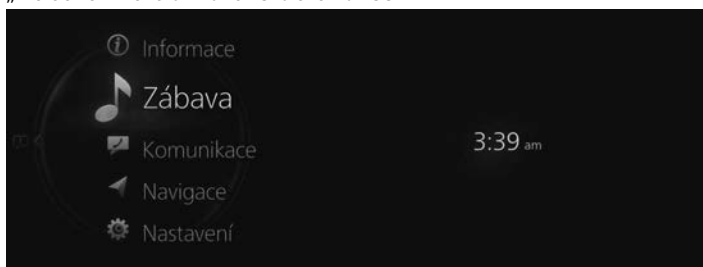 Informace
Zábava
Komunikace
3:39 am
Navigace
Nastavení